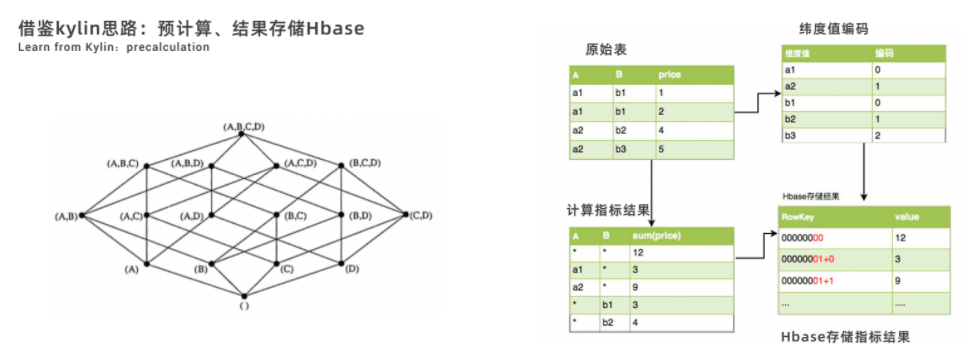 借鉴kylin思路：预计算、结果存储Hbase
Learn from Kylin：precalculation
(A,B,C,D)
(A,B,C) (A,B,D) (A,C,D) (B,C,D)
(A,B) (A,C) (A,D) (B,C) (B,D) (C,D)
(A) (B) (C) (D)
( )
原始表
A B price
a1 b1 1
a1 b1 2
a2 b2 4
a2 b3 5
纬度值编码
维度值 编码
a1 0
a2 1
b1 0
b2 1
b3 2
计算指标结果
A B sum(price)
* * 12
a1 * 3
a2 * 9
* b1 3
* b2 4
Hbase存储结果
RowKey value
00000000 12
00000001+0 3
00000001+1 9
... ....
Hbase存储指标结果